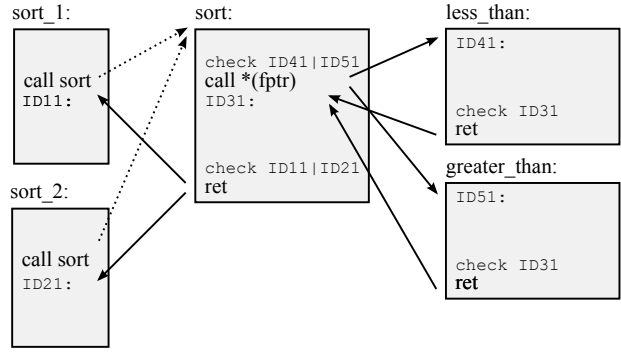 sort_1:
call sort
ID11:
sort_2:
call sort
ID21:
sort:
check ID41|ID51
call *(fptr)
ID31:
check ID11|ID21
ret
less_than:
ID41:
check ID31
ret
greater_than:
ID51:
check ID31
ret